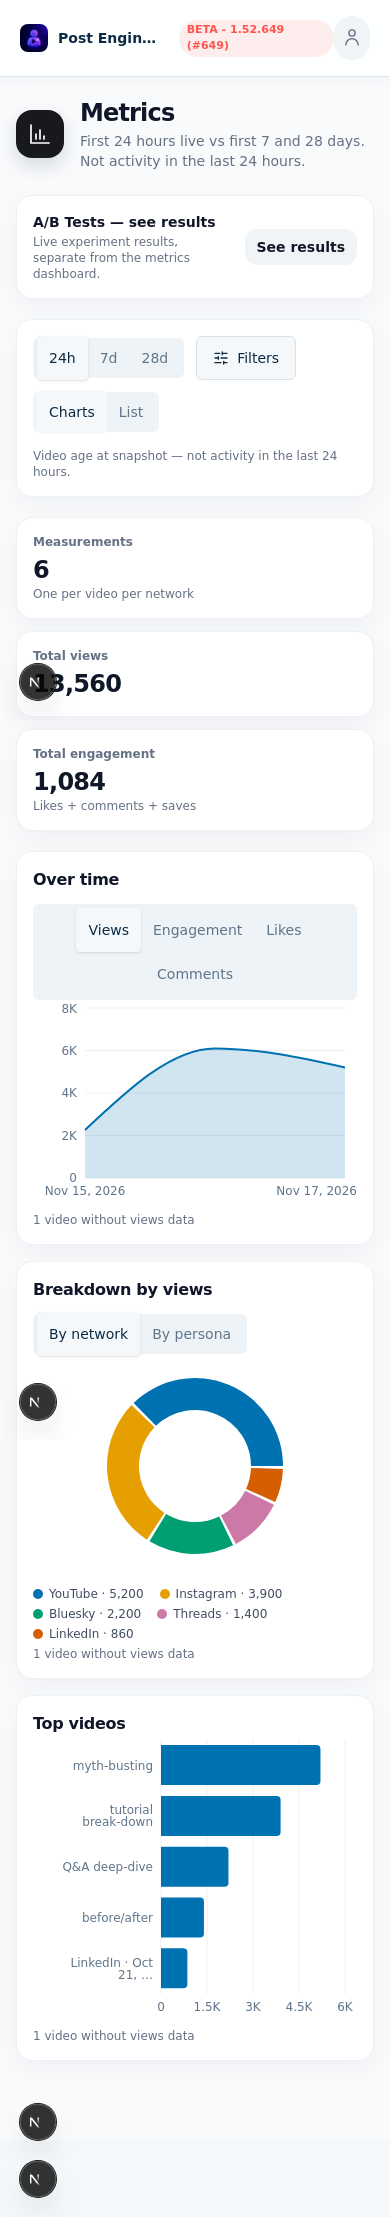 Post Engin...
BETA - 1.52.649
(#649)
Metrics
First 24 hours live vs first 7 and 28 days.
Not activity in the last 24 hours.
A/B Tests — see results
Live experiment results,
separate from the metrics
dashboard.
See results
24h
7d
28d
Filters
Charts
List
Video age at snapshot — not activity in the last 24
hours.
Measurements
6
One per video per network
Total views
13,560
N
Total engagement
1,084
Likes + comments + saves
Over time
Views
Engagement
Likes
Comments
8K
6K
4K
2K
0
Nov 15, 2026
Nov 17, 2026
1 video without views data
Breakdown by views
By network
By persona
N
YouTube · 5,200
Instagram · 3,900
Bluesky · 2,200
Threads · 1,400
LinkedIn · 860
1 video without views data
Top videos
myth-busting
tutorial
break-down
Q&A deep-dive
before/after
LinkedIn · Oct
21, ...
0
1.5K
3K
4.5K
6K
1 video without views data
N
N